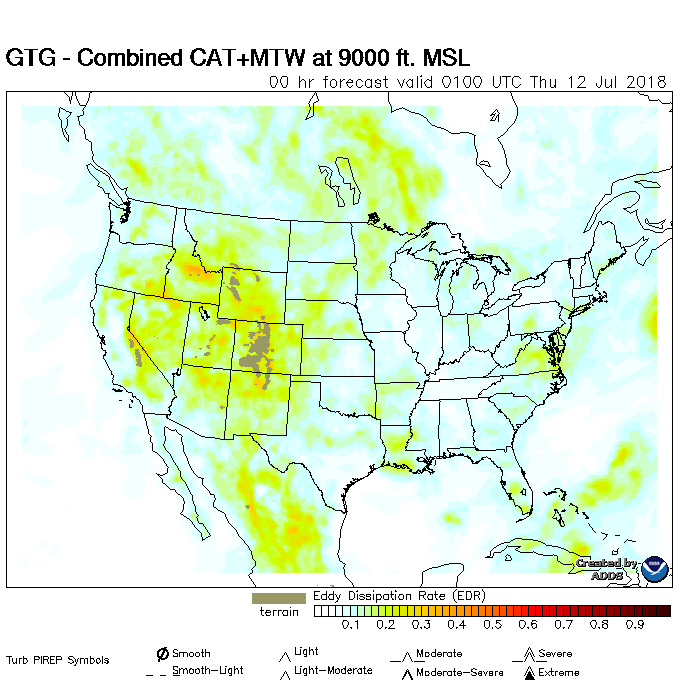 GTG - Combined CAT+MTW at 9000 ft. MSL
00 hr forecast valid 0100 UTC Thu 12 Jul 2018
Created by
ADDS
Eddy Dissipation Rate (EDR)
terrain
0.1 0.2 0.3 0.4 0.5 0.6 0.7 0.8 0.9
Turb PIREP Symbols
Smooth Light Moderate Severe
Smooth-Light Light-Moderate Moderate-Severe Extreme